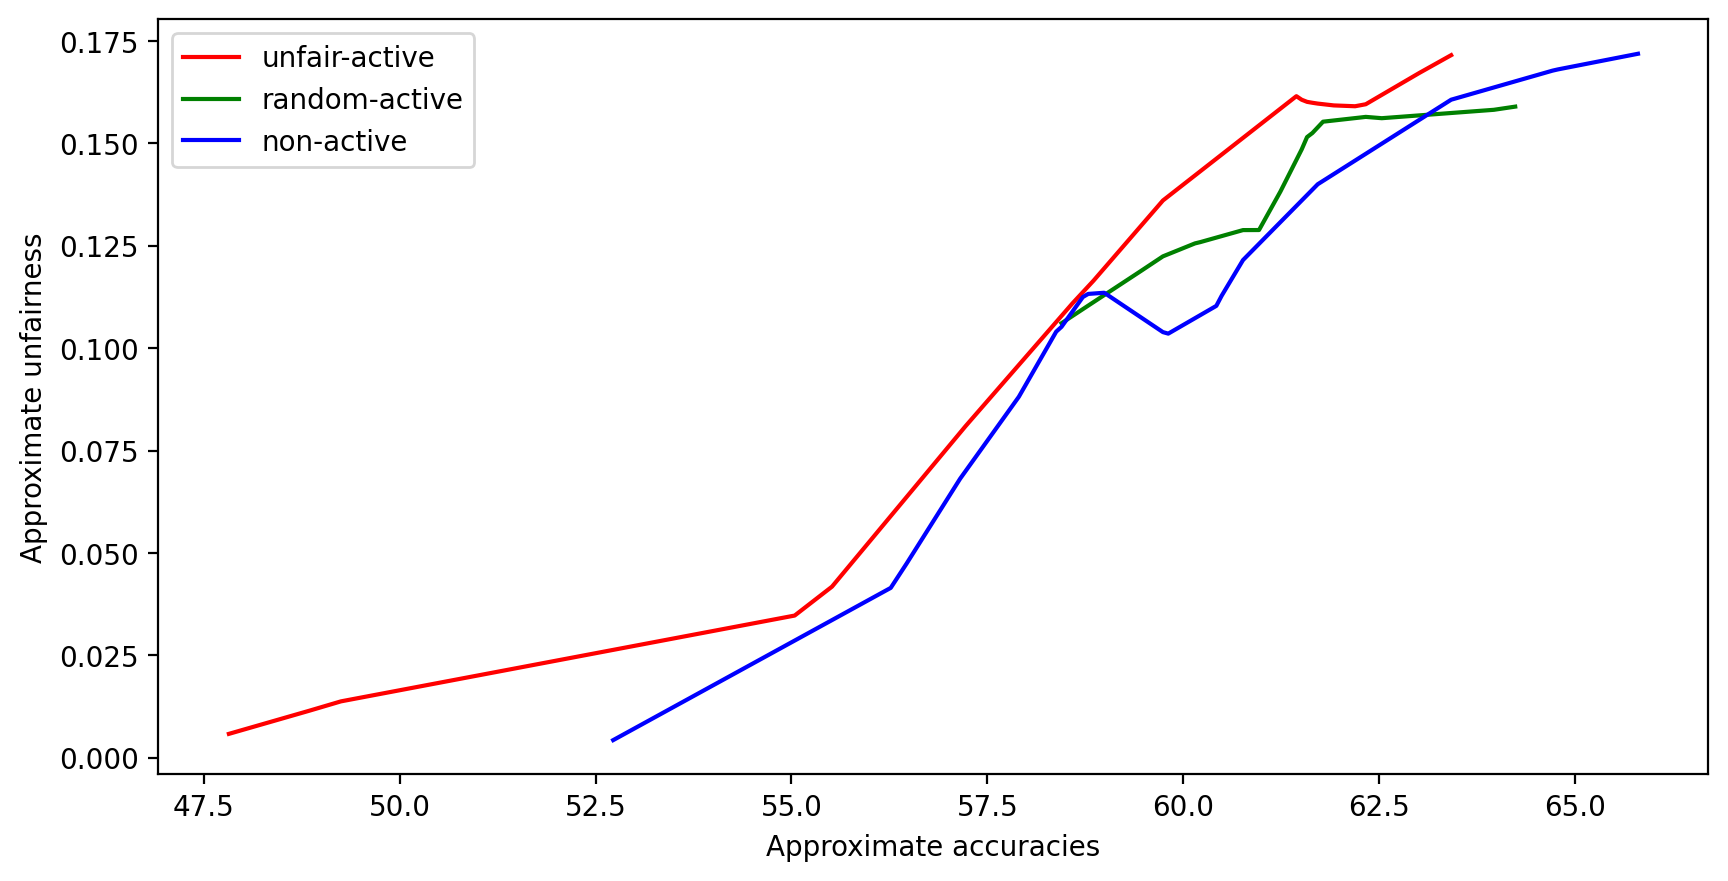 0.175
0.150
0.125
0.100
0.075
0.050
0.025
0.000
Approximate unfairness
unfair-active
random-active
non-active
47.5 50.0 52.5 55.0 57.5 60.0 62.5 65.0
Approximate accuracies